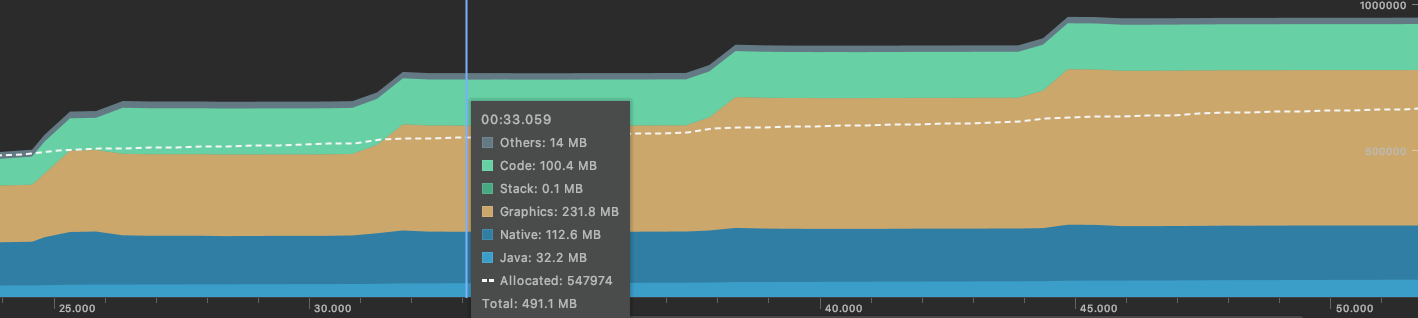 1000000
00:33.059
Others: 14 MB
Code: 100.4 MB
Stack: 0.1 MB
500000
Graphics: 231.8 MB
Native: 112.6 MB
Java: 32.2 MB
Allocated: 547974
Total: 491.1 MB
25.000 30.000 40.000 45.000 50.000